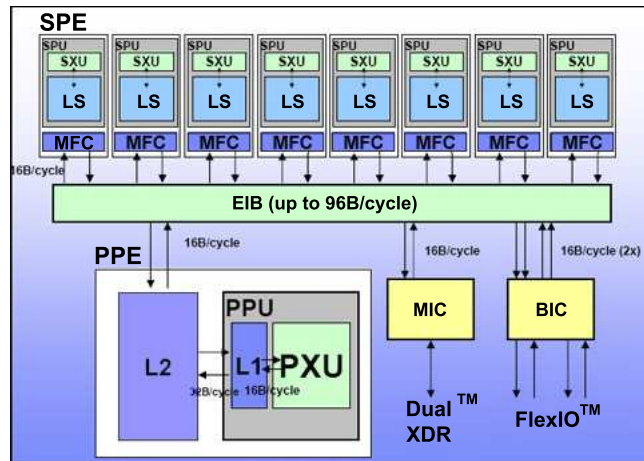 SPE
SPU SPU SPU SPU SPU SPU SPU SPU
SXU SXU SXU SXU SXU SXU SXU SXU
LS LS LS LS LS LS LS LS
MFC MFC MFC MFC MFC MFC MFC MFC
16B/cycle
EIB (up to 96B/cycle)
16B/cycle 16B/cycle 16B/cycle (2x)
PPE
PPU
MIC BIC
L2 L1 PXU
16B/cycle
Dual TM FlexIO TM
XDR